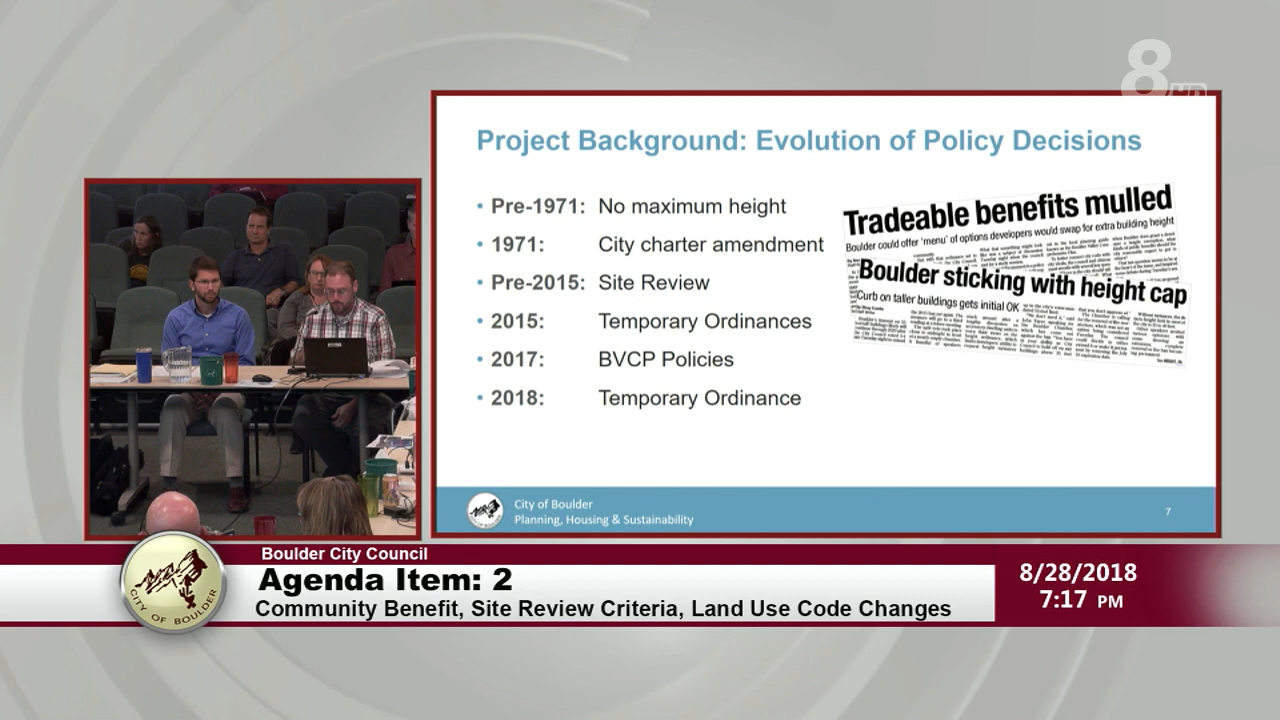 8 HD
Project Background: Evolution of Policy Decisions
• Pre-1971: No maximum height
• 1971: City charter amendment
• Pre-2015: Site Review
• 2015: Temporary Ordinances
• 2017: BVCP Policies
• 2018: Temporary Ordinance
Tradeable benefits mulled
Boulder could offer 'menu' of options developers would swap for extra building height
Boulder sticking with height cap
Curb on taller buildings gets initial OK
City of Boulder
Planning, Housing & Sustainability
7
Boulder City Council
Agenda Item: 2
Community Benefit, Site Review Criteria, Land Use Code Changes
CITY OF BOULDER
8/28/2018
7:17 PM